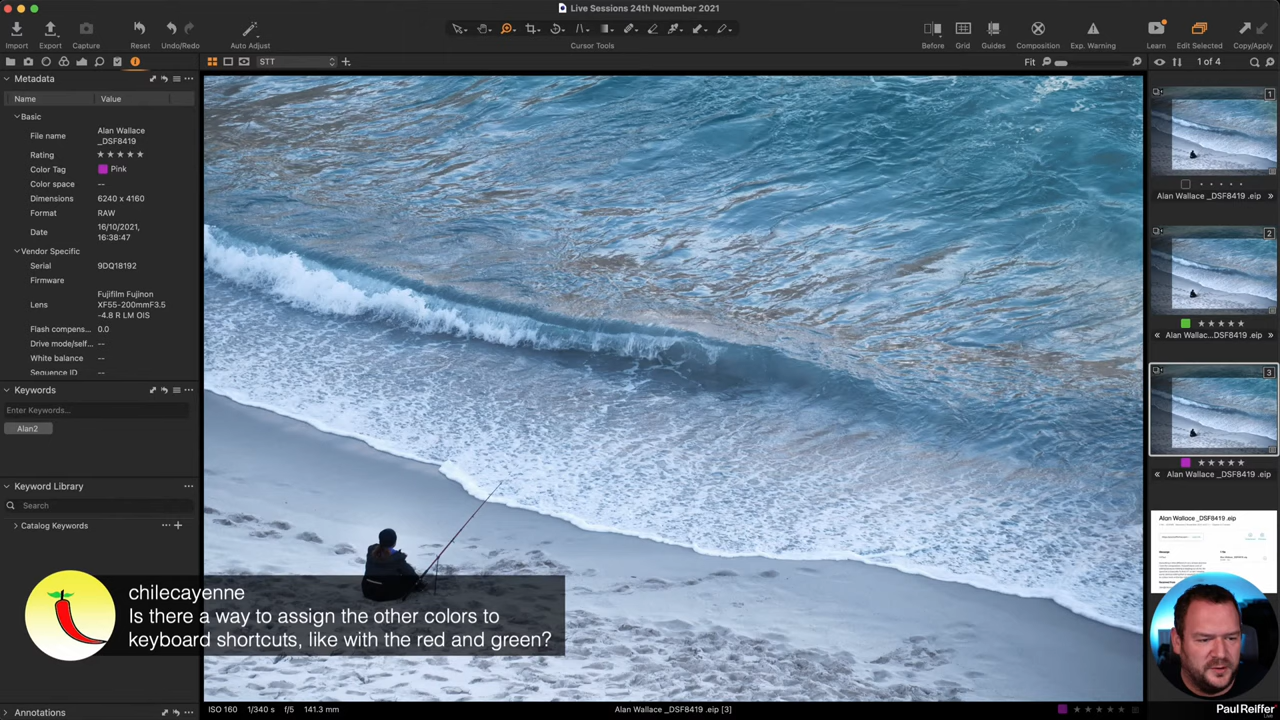 Live Sessions 24th November 2021
Import
Export
Capture
Reset
Undo/Redo
Auto Adjust
Cursor Tools
Before
Grid
Guides
Composition
Exp. Warning
Learn
Edit Selected
Copy/Apply
STT
Fit
1 of 4
Metadata
Name Value
Basic
File name Alan Wallace
_DSF8419
Rating
Color Tag Pink
Color space --
Dimensions 6240 x 4160
Format RAW
Date 16/10/2021,
16:38:47
Vendor Specific
Serial 9DQ18192
Firmware
Lens Fujifilm Fujinon
XF55-200mmF3.5
-4.8 R LM OIS
Flash compens... 0.0
Drive mode/self... --
White balance --
Sequence ID --
Keywords
Enter Keywords...
Alan2
Keyword Library
Search
Catalog Keywords
Annotations
chilecayenne
Is there a way to assign the other colors to
keyboard shortcuts, like with the red and green?
ISO 160 1/340 s f/5 141.3 mm
Alan Wallace _DSF8419 .eip [3]
1
Alan Wallace _DSF8419 .eip
2
Alan Wallac..._DSF8419 .eip
3
Alan Wallace _DSF8419 .eip
Alan Wallace _DSF8419 .eip
PaulReiffer
Live